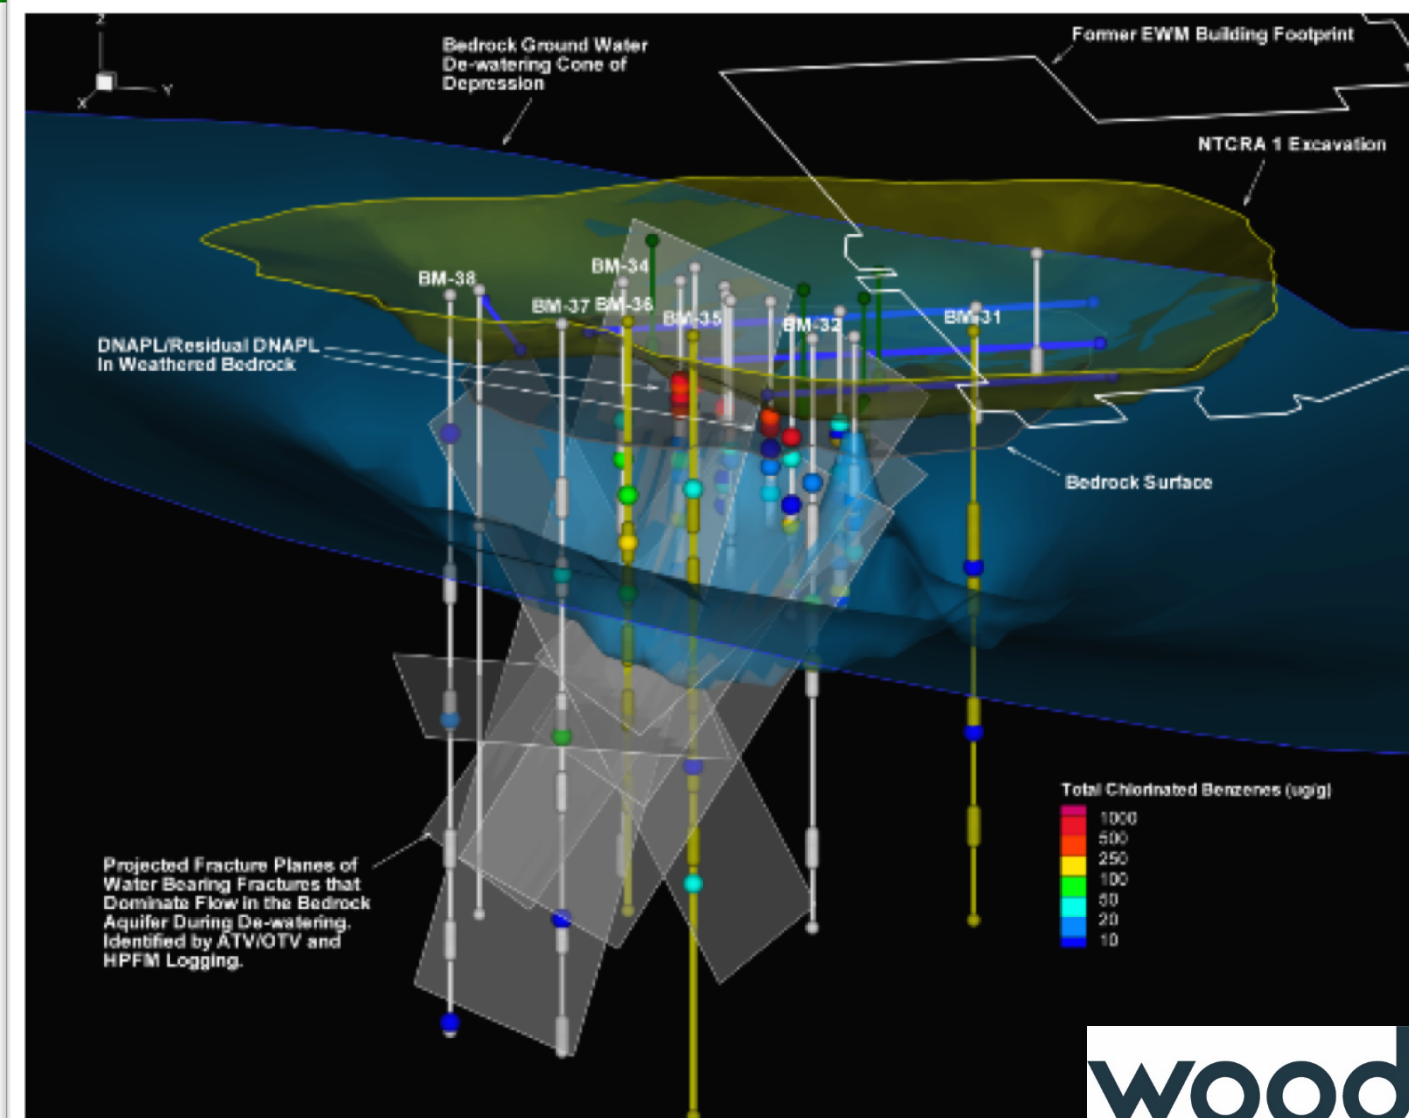 Z
Y
X
Bedrock Ground Water
De-watering Cone of
Depression
Former EWM Building Footprint
NTCRA 1 Excavation
BM-38
BM-34
BM-37
BM-36
BM-35
BM-32
BM-31
DNAPL/Residual DNAPL
In Weathered Bedrock
Bedrock Surface
Projected Fracture Planes of
Water Bearing Fractures that
Dominate Flow in the Bedrock
Aquifer During De-watering.
Identified by ATV/OTV and
HPFM Logging.
Total Chlorinated Benzenes (ug/g)
1000
500
250
100
50
20
10
wood